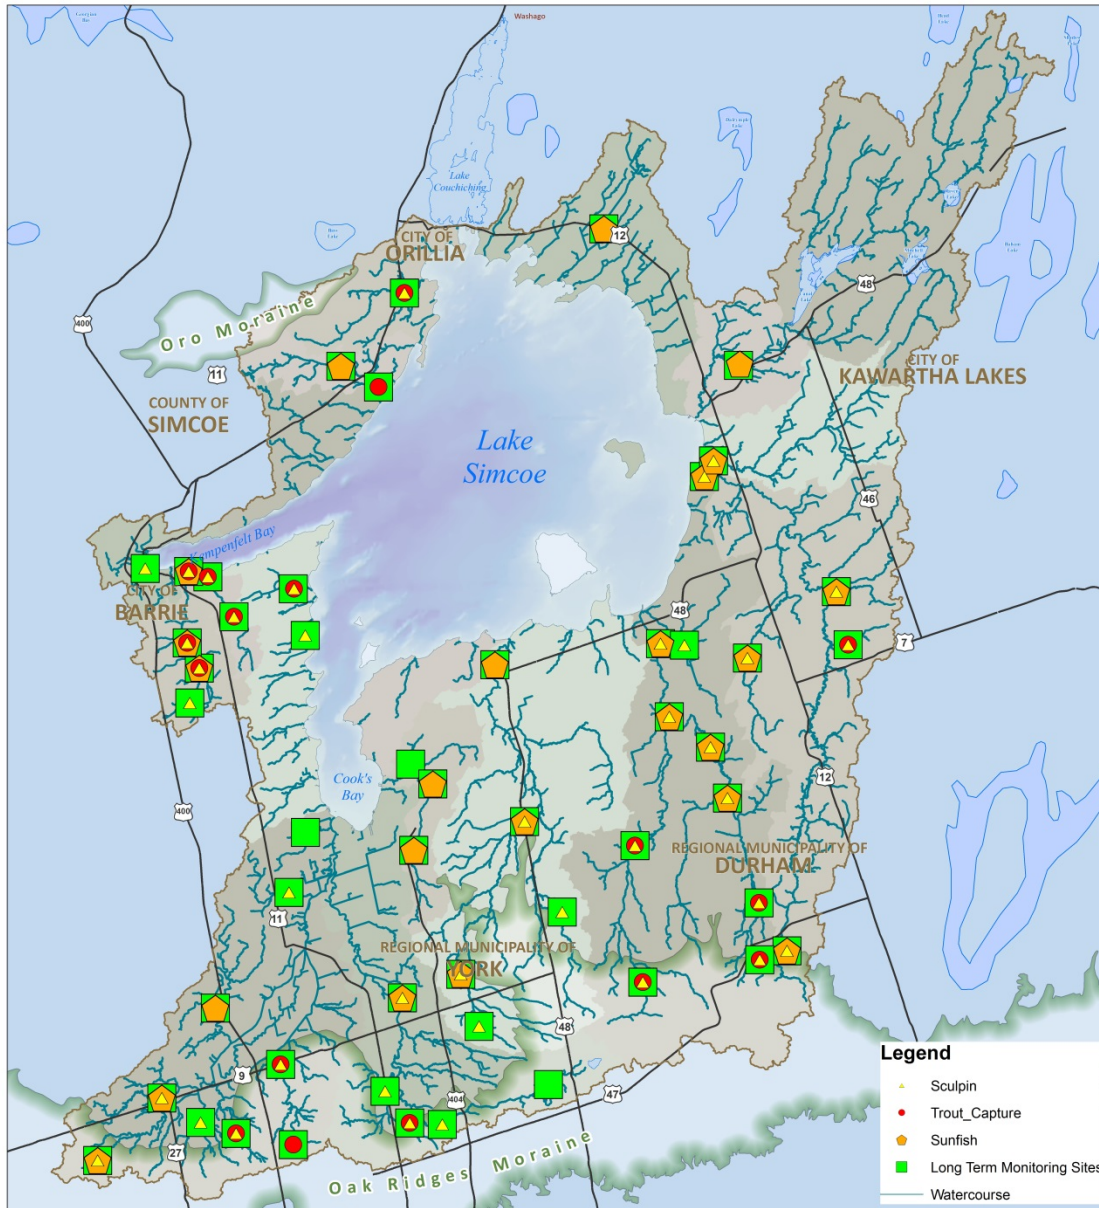 Washago
Lake
Couchiching
CITY OF
ORILLIA
12
48
400
Oro Moraine
11
CITY OF
KAWARTHA LAKES
COUNTY OF
SIMCOE
Lake
Simcoe
46
Kempenfelt Bay
CITY OF
BARRIE
48
7
Cook's
Bay
12
400
REGIONAL MUNICIPALITY OF
DURHAM
11
REGIONAL MUNICIPALITY OF
YORK
48
9
404
47
27
Oak Ridges Moraine
Legend
Sculpin
Trout_Capture
Sunfish
Long Term Monitoring Sites
Watercourse